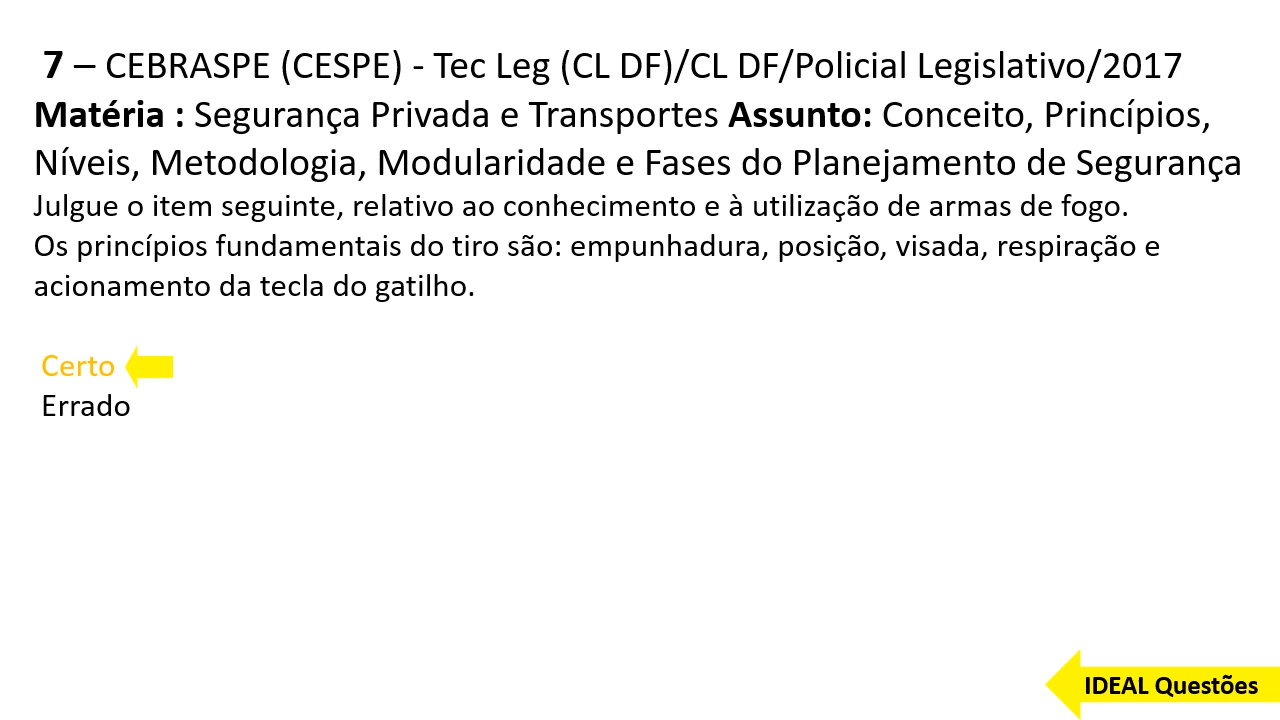 7 – CEBRASPE (CESPE) - Tec Leg (CL DF)/CL DF/Policial Legislativo/2017
Matéria : Segurança Privada e Transportes Assunto: Conceito, Princípios,
Níveis, Metodologia, Modularidade e Fases do Planejamento de Segurança
Julgue o item seguinte, relativo ao conhecimento e à utilização de armas de fogo.
Os princípios fundamentais do tiro são: empunhadura, posição, visada, respiração e
acionamento da tecla do gatilho.
Certo
Errado
IDEAL Questões